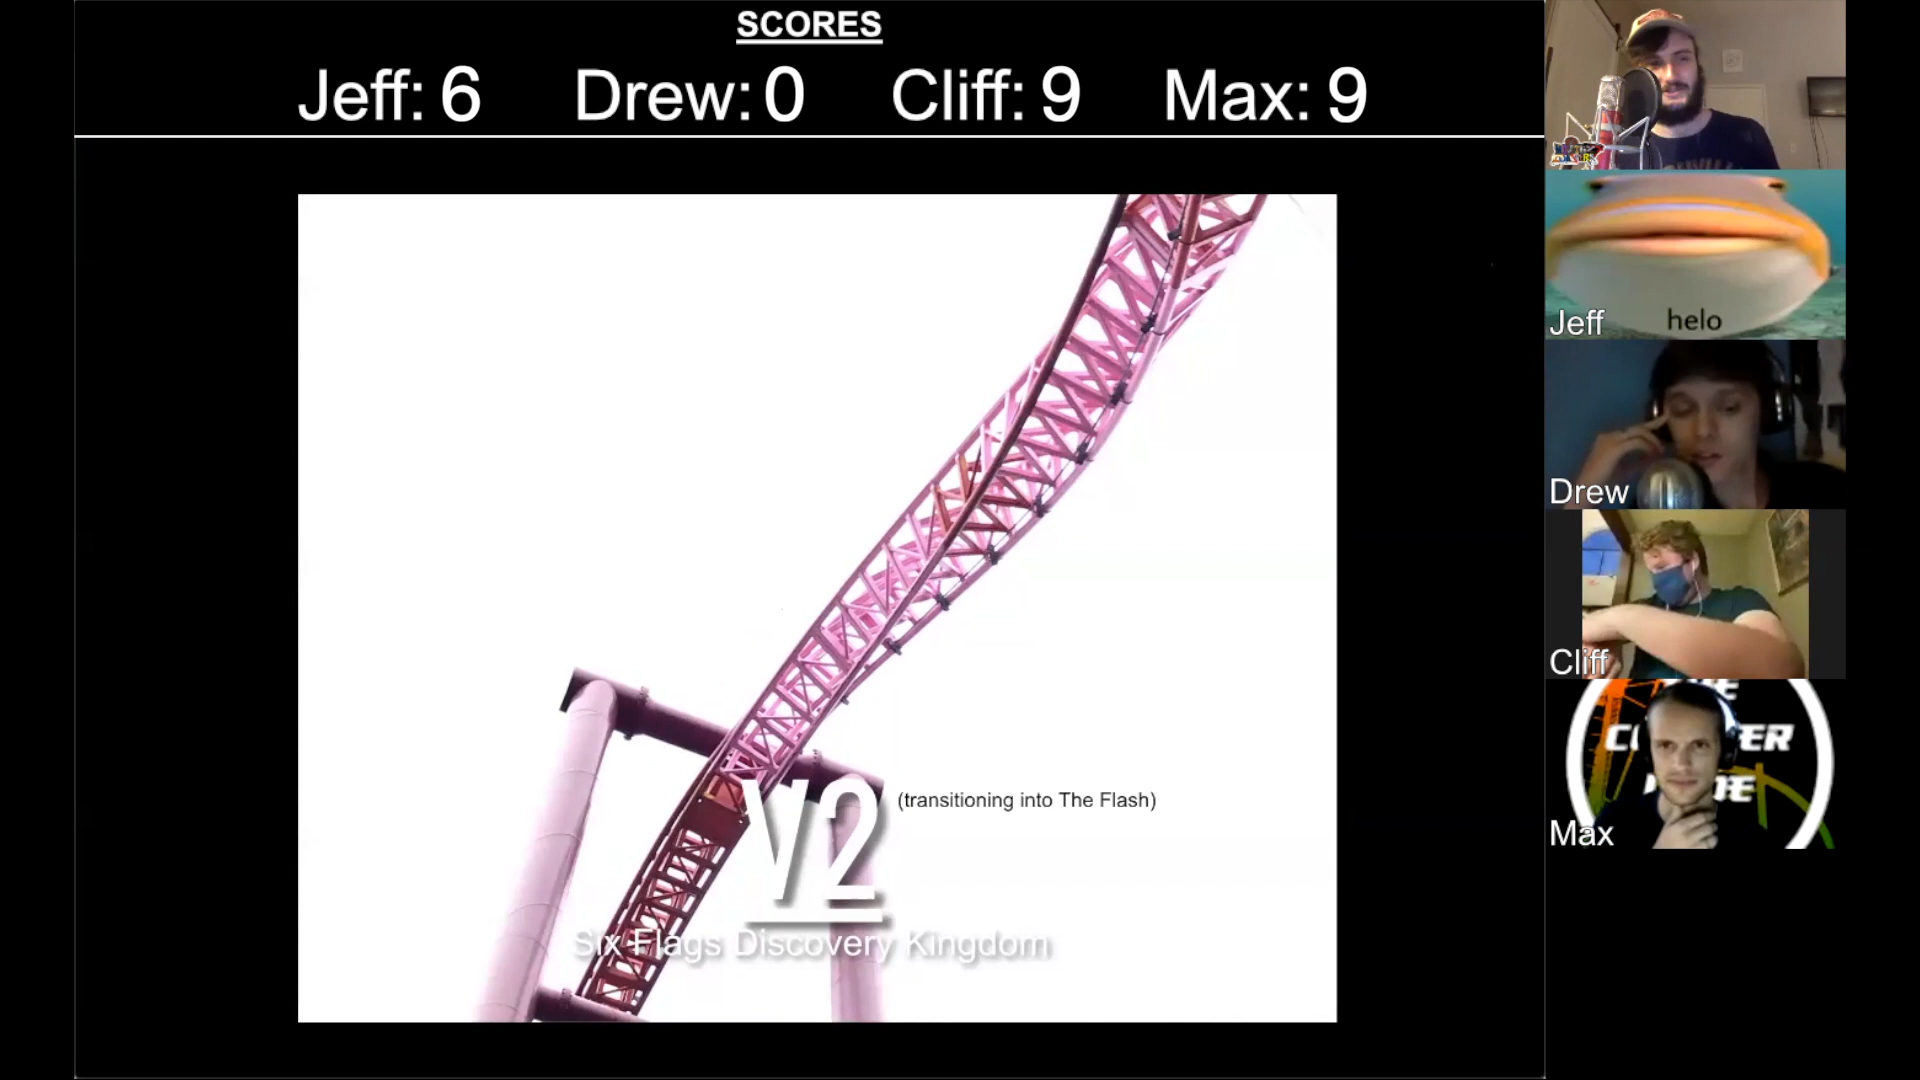 SCORES
Jeff: 6 Drew: 0 Cliff: 9 Max: 9
V2
(transitioning into The Flash)
Six Flags Discovery Kingdom
Jeff
helo
Drew
Cliff
Max